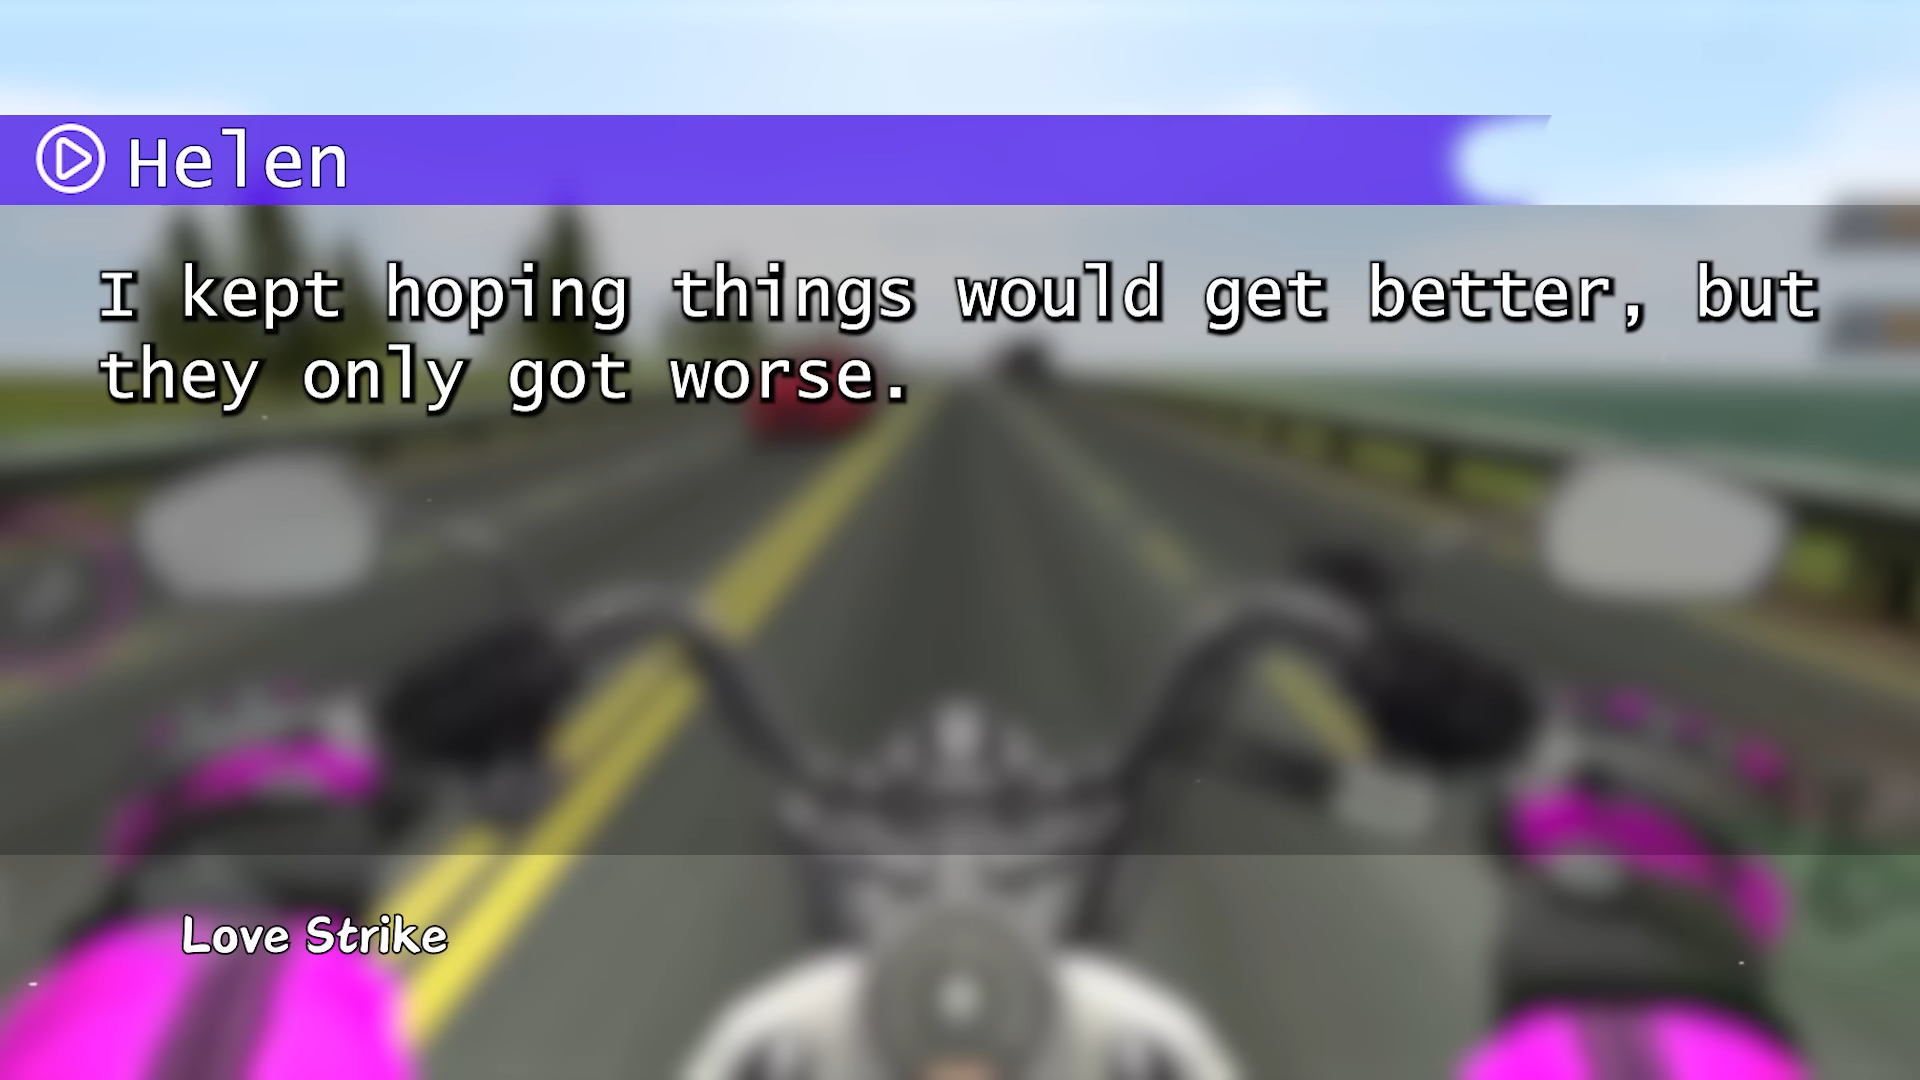 Helen
I kept hoping things would get better, but
they only got worse.
Love Strike